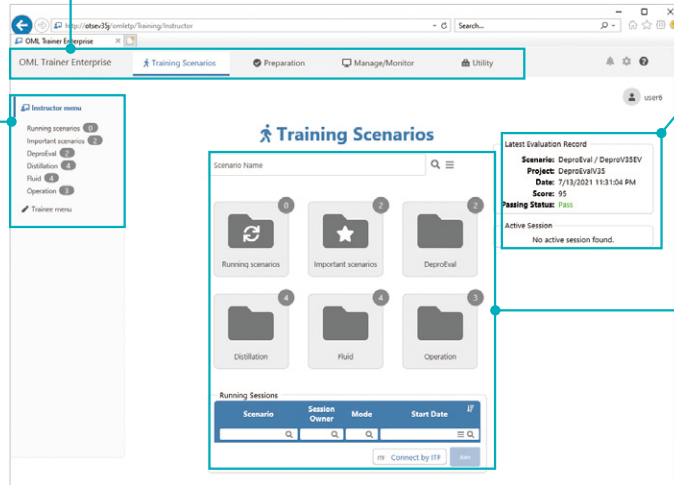 http://otsev35j/omletp/Training/Instructor
Search...
OML Trainer Enterprise
OML Trainer Enterprise Training Scenarios Preparation Manage/Monitor Utility
user6
Instructor menu
Running scenarios 0
Important scenarios 2
DeproEval 2
Distillation 4
Fluid 4
Operation 3
Trainee menu
Training Scenarios
Scenario Name
0
Running scenarios
2
Important scenarios
2
DeproEval
4
Distillation
4
Fluid
3
Operation
Running Sessions
Scenario Session Owner Mode Start Date
Connect by ITF Join
Latest Evaluation Record
Scenario: DeproEval / DeproV35EV
Project: DeproEvalV35
Date: 7/13/2021 11:31:04 PM
Score: 95
Passing Status: Pass
Active Session
No active session found.